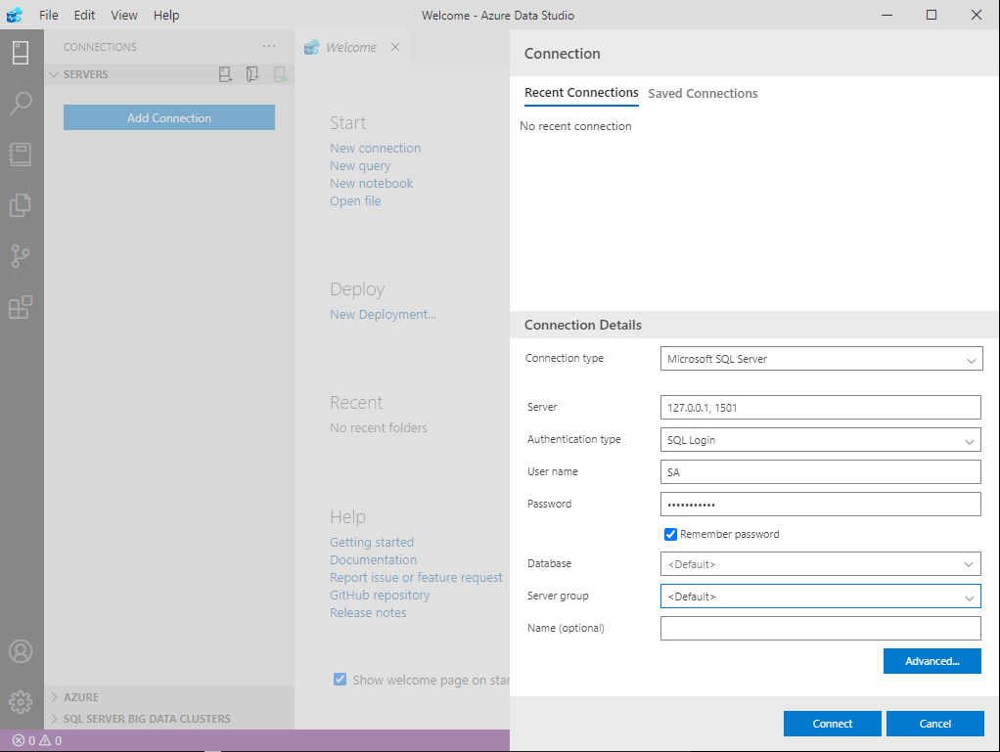 File Edit View Help
Welcome - Azure Data Studio
CONNECTIONS
SERVERS
Add Connection
AZURE
SQL SERVER BIG DATA CLUSTERS
0 0
Welcome
Start
New connection
New query
New notebook
Open file
Deploy
New Deployment...
Recent
No recent folders
Help
Getting started
Documentation
Report issue or feature request
GitHub repository
Release notes
Show welcome page on star
Connection
Recent Connections Saved Connections
No recent connection
Connection Details
Connection type Microsoft SQL Server
Server 127.0.0.1, 1501
Authentication type SQL Login
User name SA
Password •••••••••••
Remember password
Database <Default>
Server group <Default>
Name (optional)
Advanced...
Connect Cancel